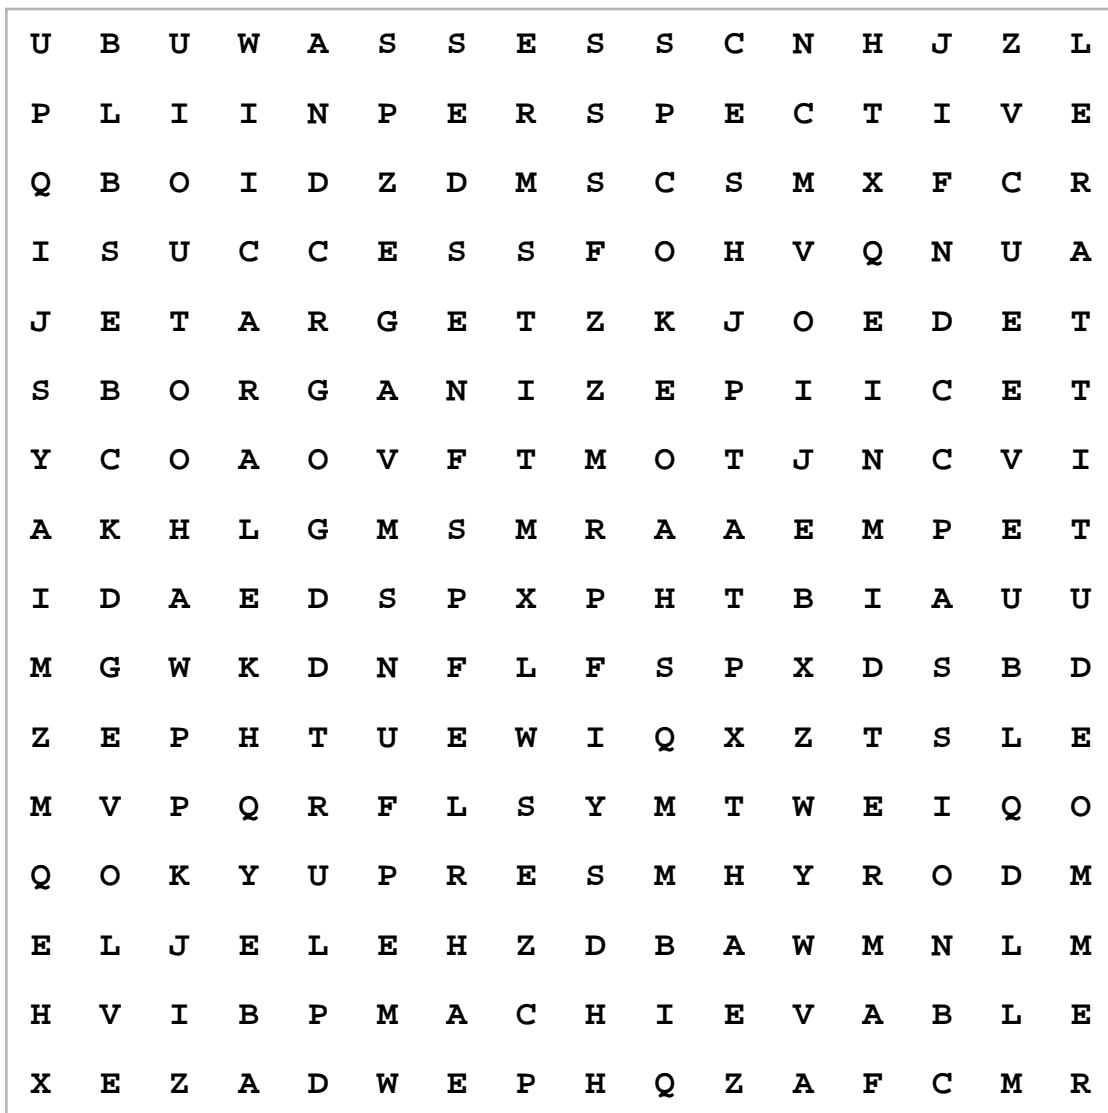 U B U W A S S E S S C N H J Z L
P L I I N P E R S P E C T I V E
Q B O I D Z D M S C S M X F C R
I S U C C E S S F O H V Q N U A
J E T A R G E T Z K J O E D E T
S B O R G A N I Z E P I I C E T
Y C O A O V F T M O T J N C V I
A K H L G M S M R A A E M P E T
I D A E D S P X P H T B I A U U
M G W K D N F L F S P X D S B D
Z E P H T U E W I Q X Z T S L E
M V P Q R F L S Y M T W E I Q O
Q O K Y U P R E S M H Y R O D M
E L J E L E H Z D B A W M N L M
H V I B P M A C H I E V A B L E
X E Z A D W E P H Q Z A F C M R